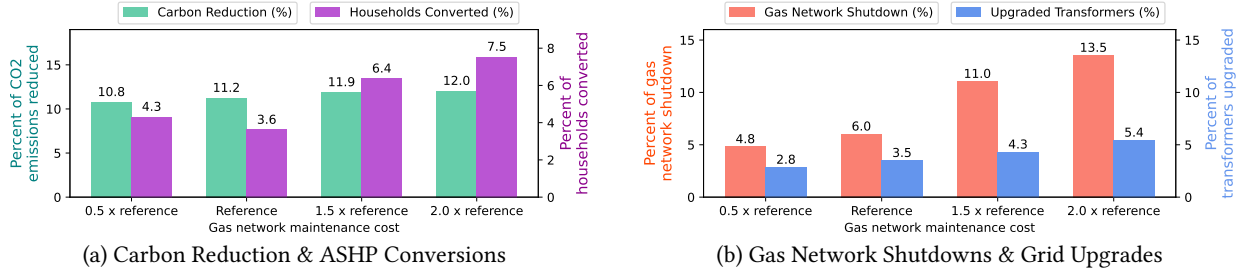 Carbon Reduction (%)
Households Converted (%)
Percent of CO2
emissions reduced
15
10
5
0
10.8
4.3
11.2
3.6
11.9
6.4
12.0
7.5
8
6
4
2
0
Percent of
households converted
0.5 x reference
Reference
1.5 x reference
2.0 x reference
Gas network maintenance cost
(a) Carbon Reduction & ASHP Conversions
Gas Network Shutdown (%)
Upgraded Transformers (%)
Percent of gas
network shutdown
15
10
5
0
4.8
2.8
6.0
3.5
11.0
4.3
13.5
5.4
15
10
5
0
Percent of
transformers upgraded
0.5 x reference
Reference
1.5 x reference
2.0 x reference
Gas network maintenance cost
(b) Gas Network Shutdowns & Grid Upgrades